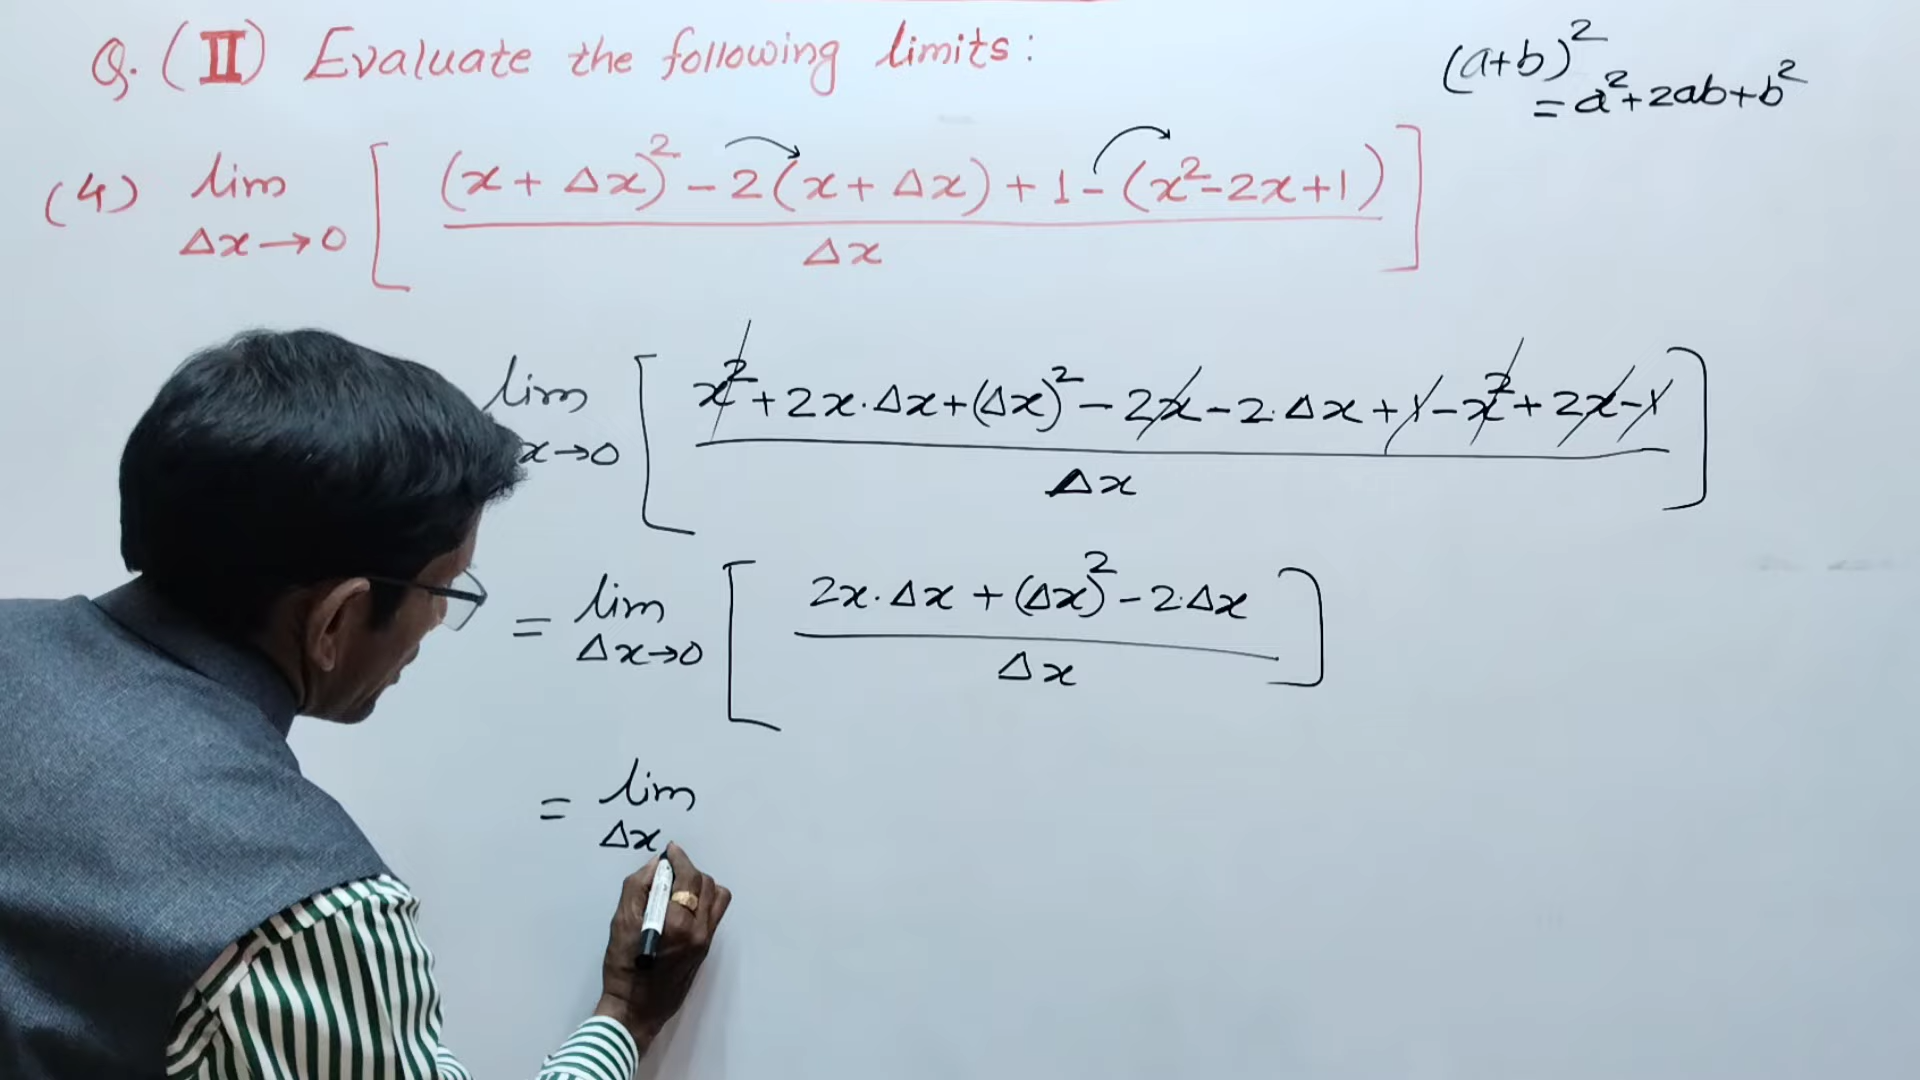 Q. (II) Evaluate the following limits:
(a+b)²
= a²+2ab+b²
(4) lim Δx→0 [ (x + Δx)² - 2(x + Δx) + 1 - (x² - 2x + 1) / Δx ]
lim x→0 [ x² + 2x·Δx + (Δx)² - 2x - 2·Δx + 1 - x² + 2x - 1 / Δx ]
= lim Δx→0 [ 2x·Δx + (Δx)² - 2·Δx / Δx ]
= lim Δx